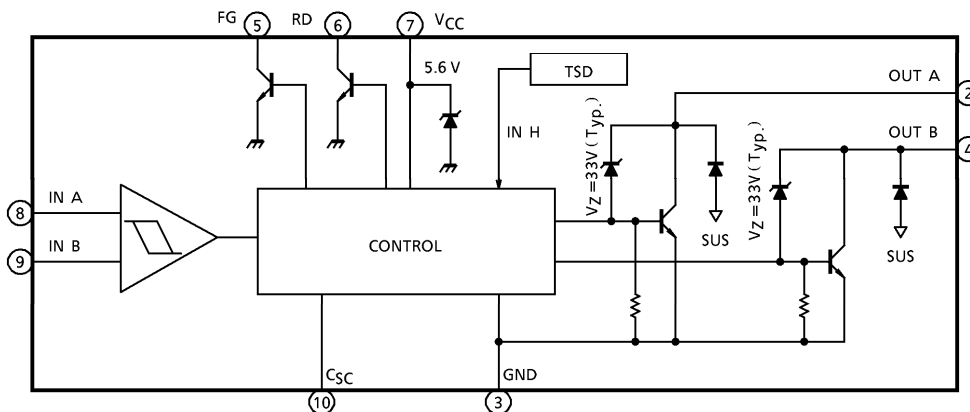 FG 5 RD 6 7 VCC
5.6 V
TSD
OUT A
2
IN H
VZ=33V(Typ.)
OUT B
4
VZ=33V(Typ.)
IN A
8
IN B
9
CONTROL
SUS
SUS
CSC
10
GND
3